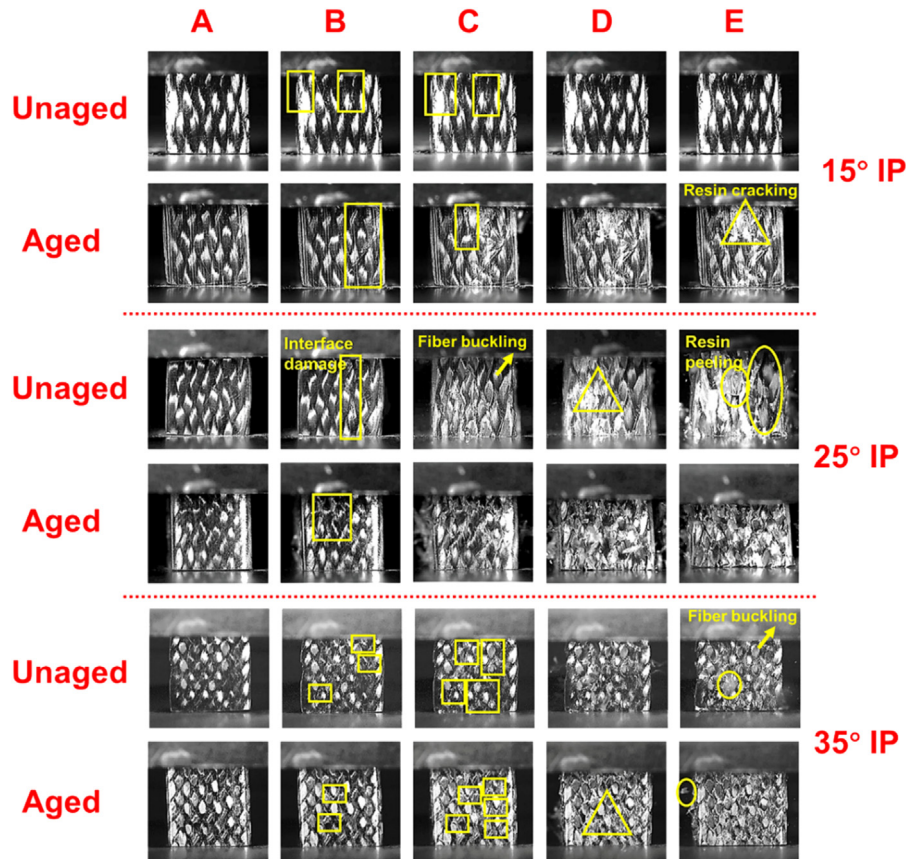 A B C D E
Unaged
15° IP
Aged
Resin cracking
Unaged
Interface
damage
Fiber buckling
Resin
peeling
25° IP
Aged
Unaged
Fiber buckling
35° IP
Aged